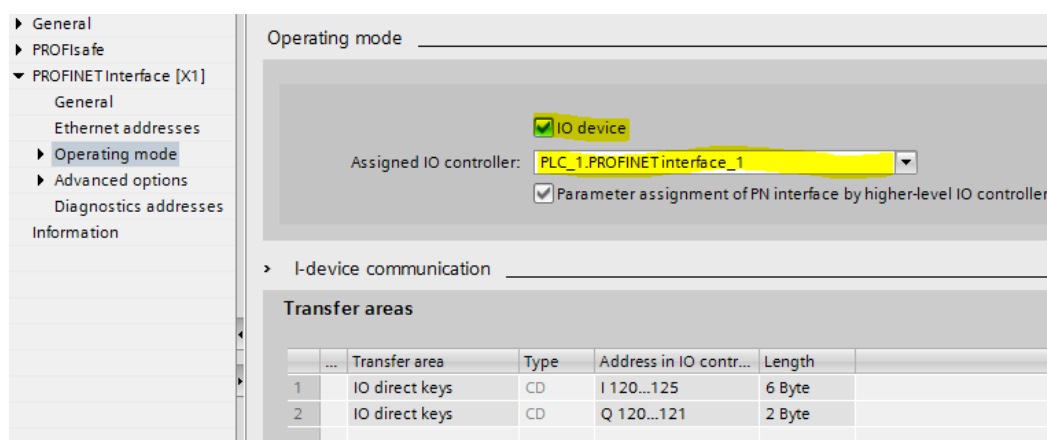 General
PROFIsafe
PROFINET Interface [X1]
General
Ethernet addresses
Operating mode
Advanced options
Diagnostics addresses
Information
Operating mode
IO device
Assigned IO controller: PLC_1.PROFINET interface_1
Parameter assignment of PN interface by higher-level IO controller
I-device communication
Transfer areas
... Transfer area Type Address in IO contr... Length
1 IO direct keys CD I 120...125 6 Byte
2 IO direct keys CD Q 120...121 2 Byte